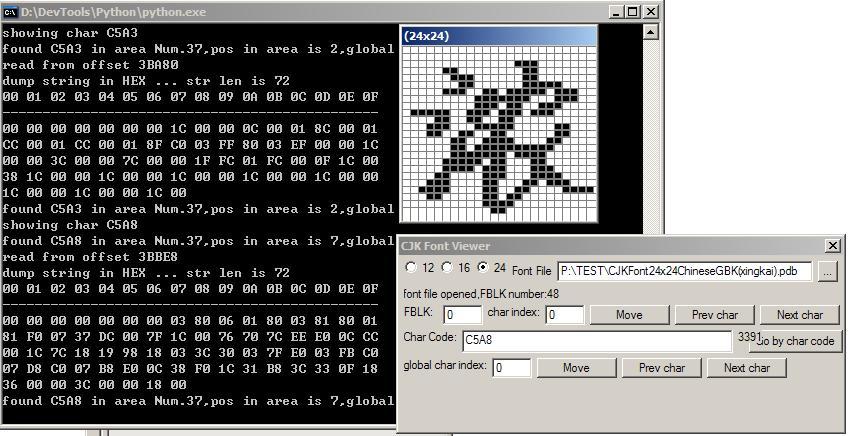 D:\DevTools\Python\python.exe
showing char C5A3
found C5A3 in area Num.37,pos in area is 2,global
read from offset 3BA80
dump string in HEX ... str len is 72
00 01 02 03 04 05 06 07 08 09 0A 0B 0C 0D 0E 0F
00 00 00 00 00 00 00 1C 00 00 0C 00 01 8C 00 01
CC 00 01 CC 00 01 8F C0 03 FF 80 03 EF 00 00 1C
00 00 3C 00 00 7C 00 00 1F FC 01 FC 00 0F 1C 00
38 1C 00 00 1C 00 00 1C 00 00 1C 00 00 1C 00 00
1C 00 00 1C 00 00 1C 00
found C5A3 in area Num.37,pos in area is 2,global
showing char C5A8
found C5A8 in area Num.37,pos in area is 7,global
read from offset 3BBE8
dump string in HEX ... str len is 72
00 01 02 03 04 05 06 07 08 09 0A 0B 0C 0D 0E 0F
00 00 00 00 00 00 00 03 80 06 01 80 03 81 80 01
81 F0 07 37 DC 00 7F 1C 00 76 70 7C EE E0 0C CC
00 1C 7C 18 19 98 18 03 3C 30 03 7F E0 03 FB C0
07 D8 C0 07 B8 E0 0C 38 F0 1C 31 B8 3C 33 0F 18
36 00 00 3C 00 00 18 00
found C5A8 in area Num.37,pos in area is 7,global
(24x24)
浓
CJK Font Viewer
12 16 24 Font File P:\TEST\CJKFont24x24ChineseGBK(xingkai).pdb ...
font file opened,FBLK number:48
FBLK: 0 char index: 0 Move Prev char Next char
Char Code: C5A8 3391 Go by char code
global char index: 0 Move Prev char Next char